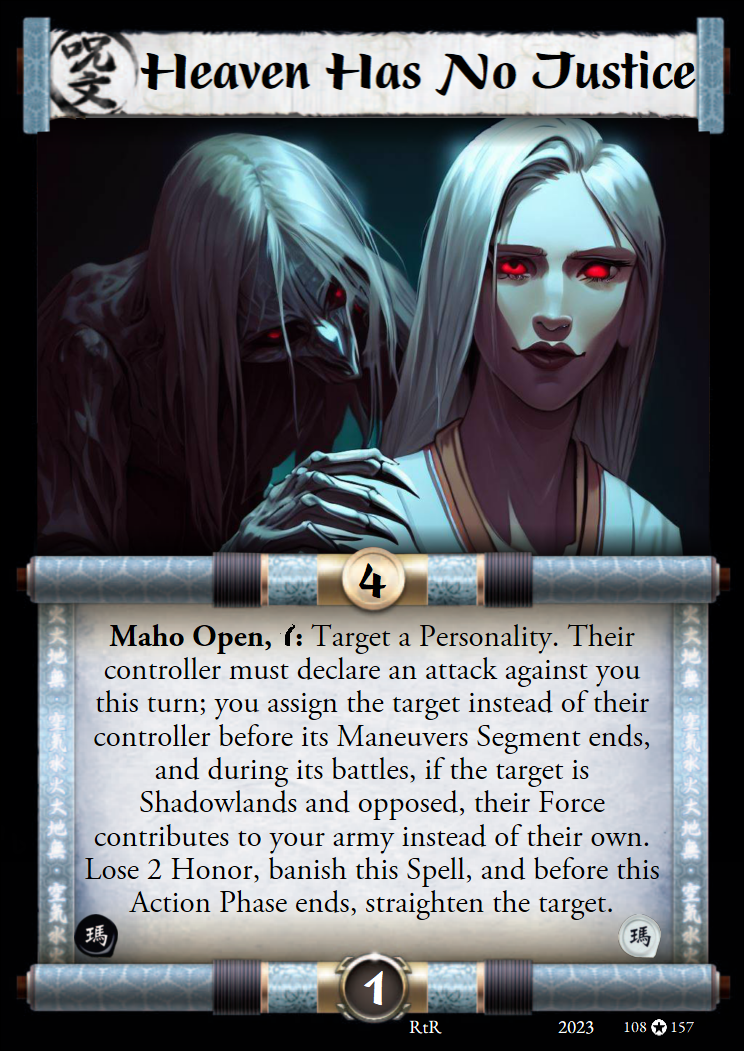 呪文
Heaven Has No Justice
4
Maho Open, : Target a Personality. Their
controller must declare an attack against you
this turn; you assign the target instead of their
controller before its Maneuvers Segment ends,
and during its battles, if the target is
Shadowlands and opposed, their Force
contributes to your army instead of their own.
Lose 2 Honor, banish this Spell, and before this
Action Phase ends, straighten the target.
瑪
瑪
1
RtR 2023 108 157